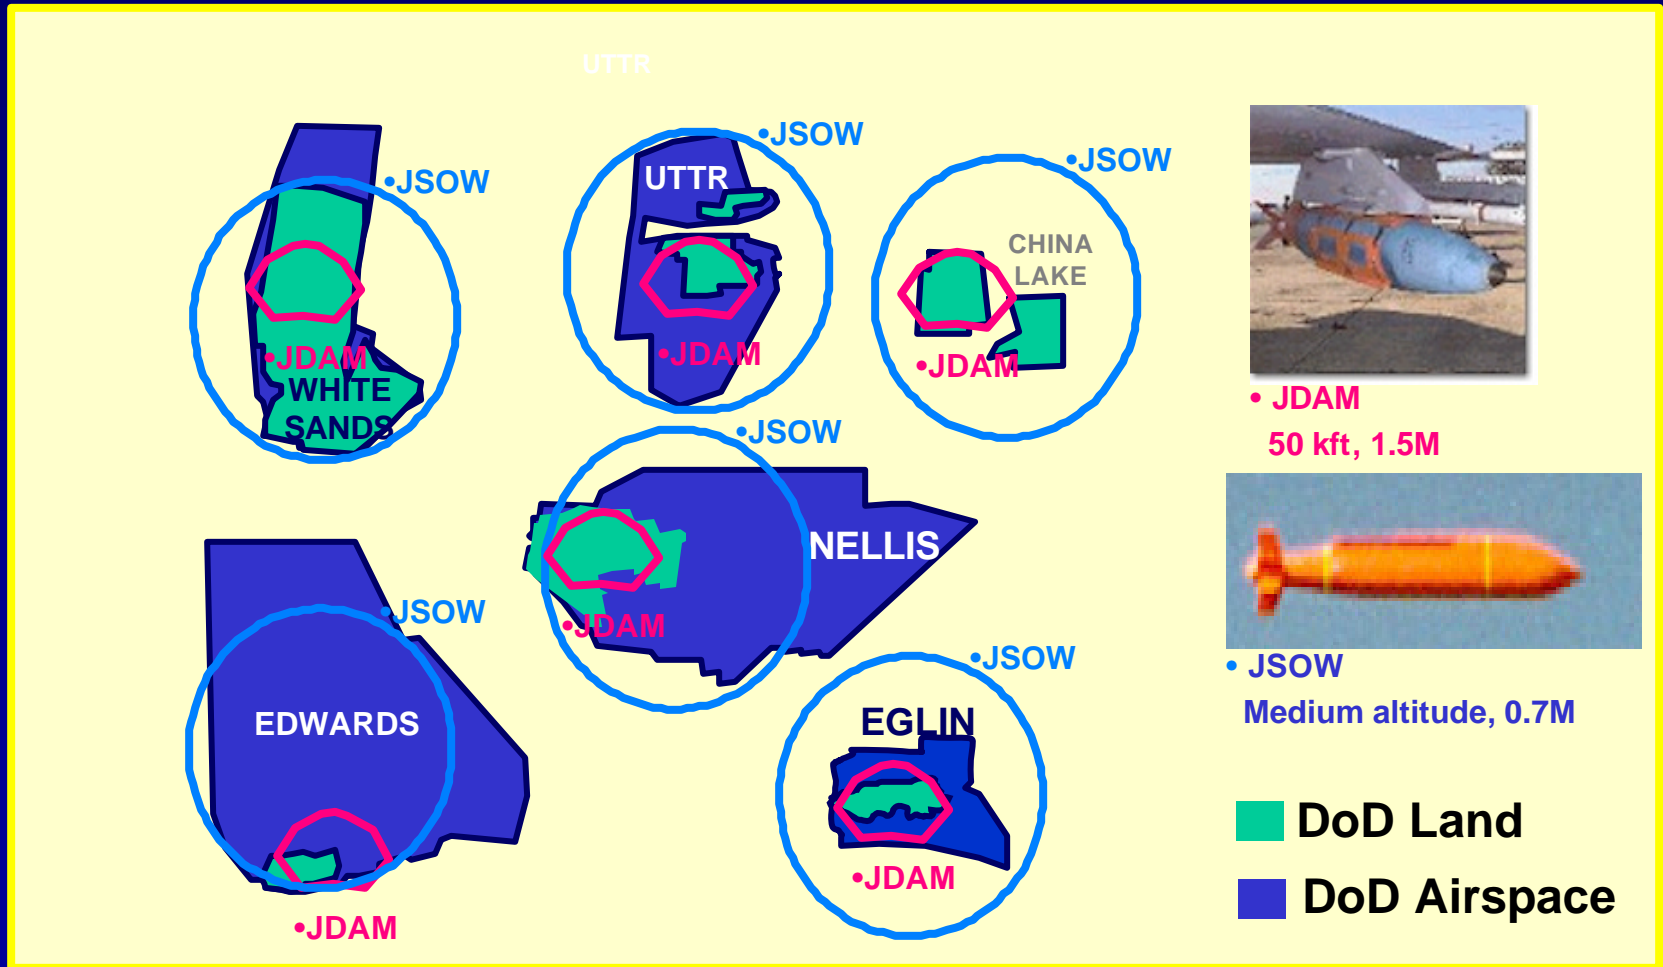 UTTR
•JSOW
UTTR
•JSOW
•JSOW
CHINA
LAKE
•JDAM
WHITE
SANDS
•JDAM
•JDAM
• JDAM
50 kft, 1.5M
•JSOW
NELLIS
•JDAM
•JSOW
EDWARDS
•JDAM
•JSOW
EGLIN
•JDAM
• JSOW
Medium altitude, 0.7M
DoD Land
DoD Airspace